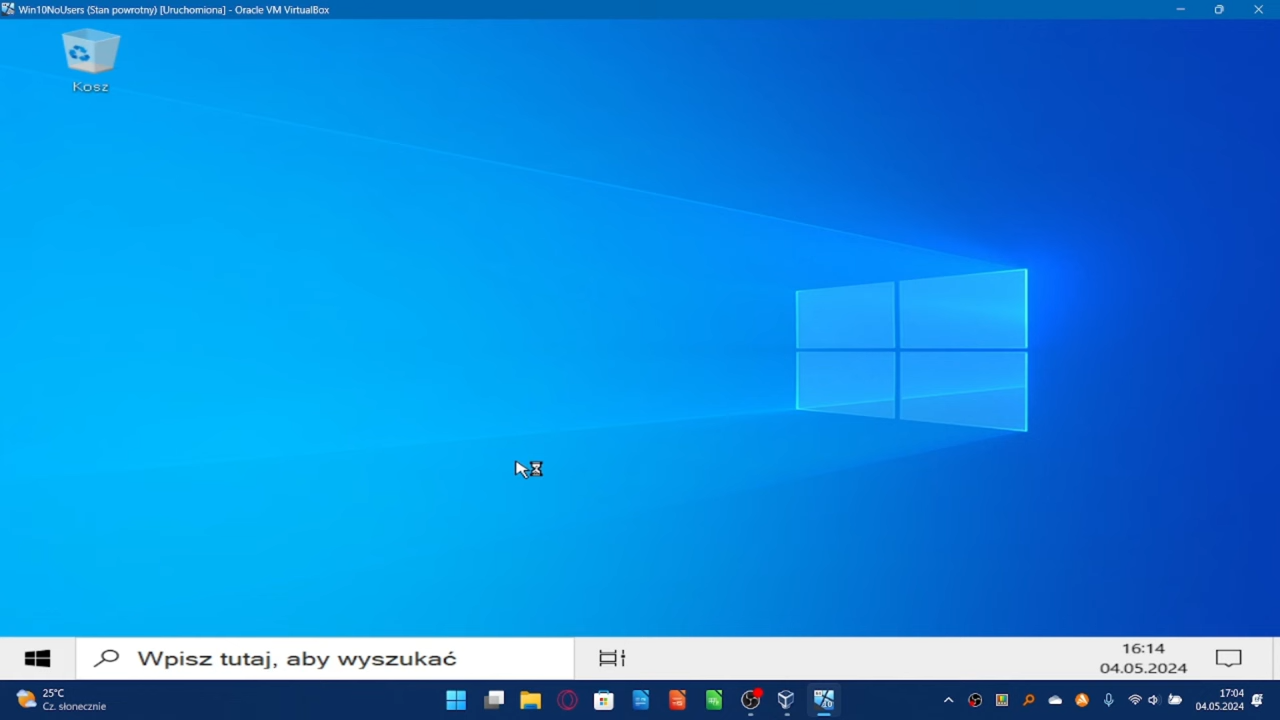 Win10NoUsers (Stan powrotny) [Uruchomiona] - Oracle VM VirtualBox
Kosz
Wpisz tutaj, aby wyszukać
16:14
04.05.2024
25°C
Cz. słonecznie
17:04
04.05.2024